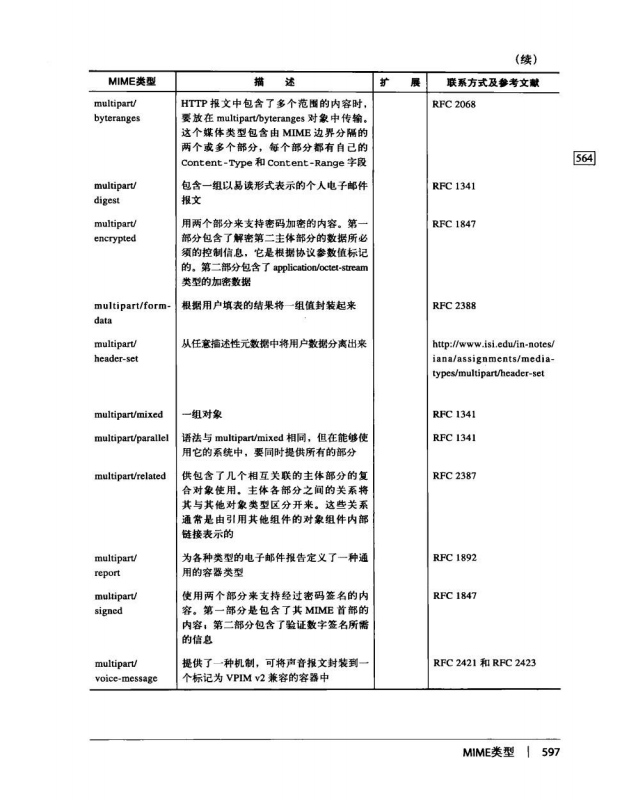 （续）
MIME类型 描 述 扩 展 联系方式及参考文献
multipart/ HTTP 报文中包含了多个范围的内容时， RFC 2068
byteranges 要放在 multipart/byteranges 对象中传输。
这个媒体类型包含由 MIME 边界分隔的
两个或多个部分，每个部分都有自己的
Content-Type 和 Content-Range 字段
564
multipart/ 包含一组以易读形式表示的个人电子邮件 RFC 1341
digest 报文
multipart/ 用两个部分来支持密码加密的内容。第一 RFC 1847
encrypted 部分包含了解密第二主体部分的数据所必
须的控制信息，它是根据协议参数值标记
的。第二部分包含了 application/octet-stream
类型的加密数据
multipart/form- 根据用户填表的结果将一组值封装起来 RFC 2388
data
multipart/ 从任意描述性元数据中将用户数据分离出来 http://www.isi.edu/in-notes/
header-set iana/assignments/media-
types/multipart/header-set
multipart/mixed 一组对象 RFC 1341
multipart/parallel 语法与 multipart/mixed 相同，但在能够使 RFC 1341
用它的系统中，要同时提供所有的部分
multipart/related 供包含了几个相互关联的主体部分的复 RFC 2387
合对象使用。主体各部分之间的关系将
其与其他对象类型区分开来。这些关系
通常是由引用其他组件的对象组件内部
链接表示的
multipart/ 为各种类型的电子邮件报告定义了一种通 RFC 1892
report 用的容器类型
multipart/ 使用两个部分来支持经过密码签名的内 RFC 1847
signed 容。第一部分是包含了其 MIME 首部的
内容；第二部分包含了验证数字签名所需
的信息
multipart/ 提供了一种机制，可将声音报文封装到一 RFC 2421 和 RFC 2423
voice-message 个标记为 VPIM v2 兼容的容器中
MIME类型 | 597